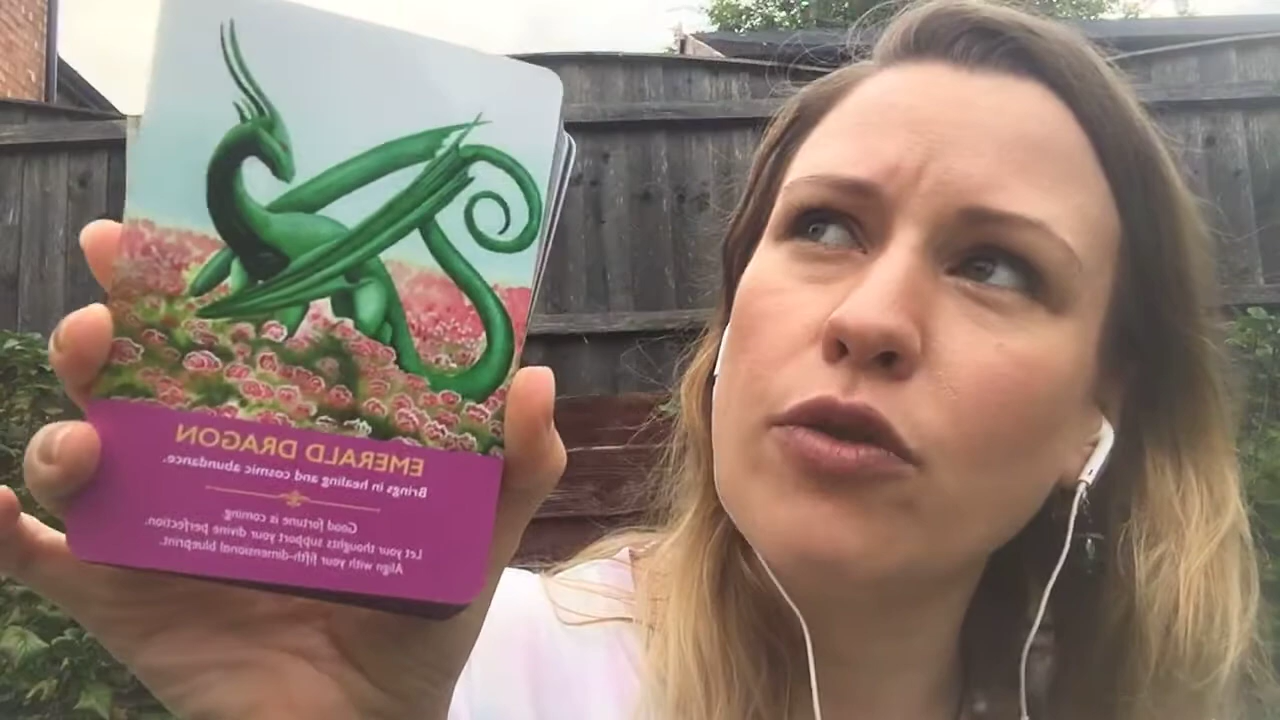 EMERALD DRAGON
Brings in healing and cosmic abundance.
Good fortune is coming
Let your thoughts support your divine perfection.
Align with your fifth-dimensional blueprint.